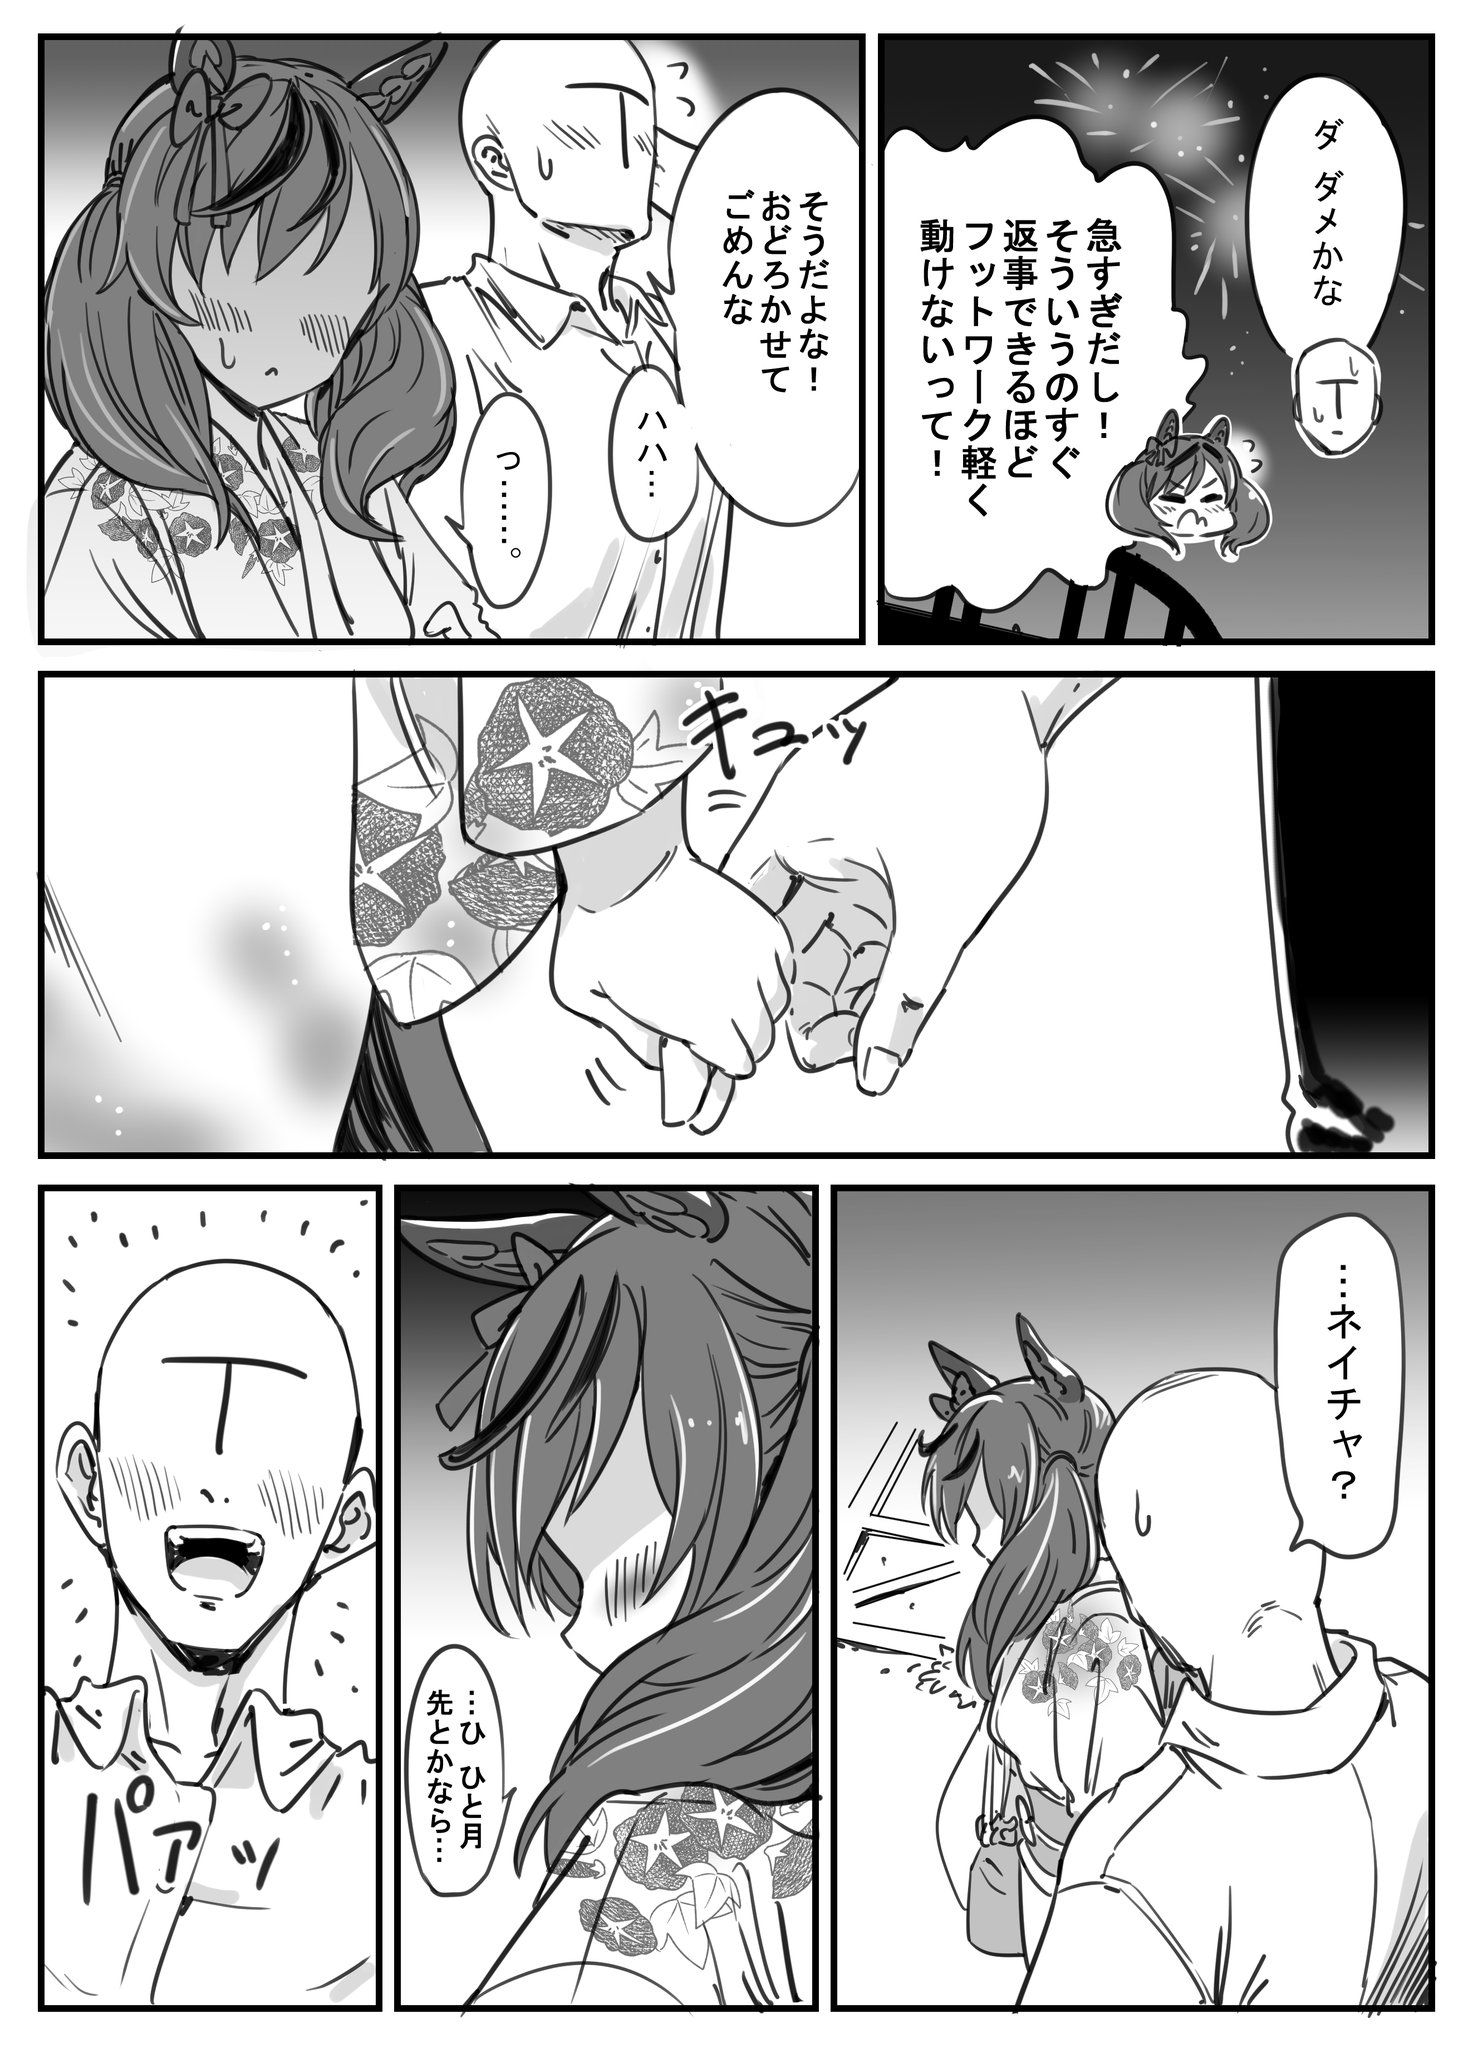 ダ ダメかな
急すぎだし！
そういうのすぐ
返事できるほど
フットワーク軽く
動けないって！
そうだよな！
おどろかせて
ごめんな
ハハ…
っ……。
キュッ
…ネイチャ？
…ひ ひと月
先とかなら…
パァッ